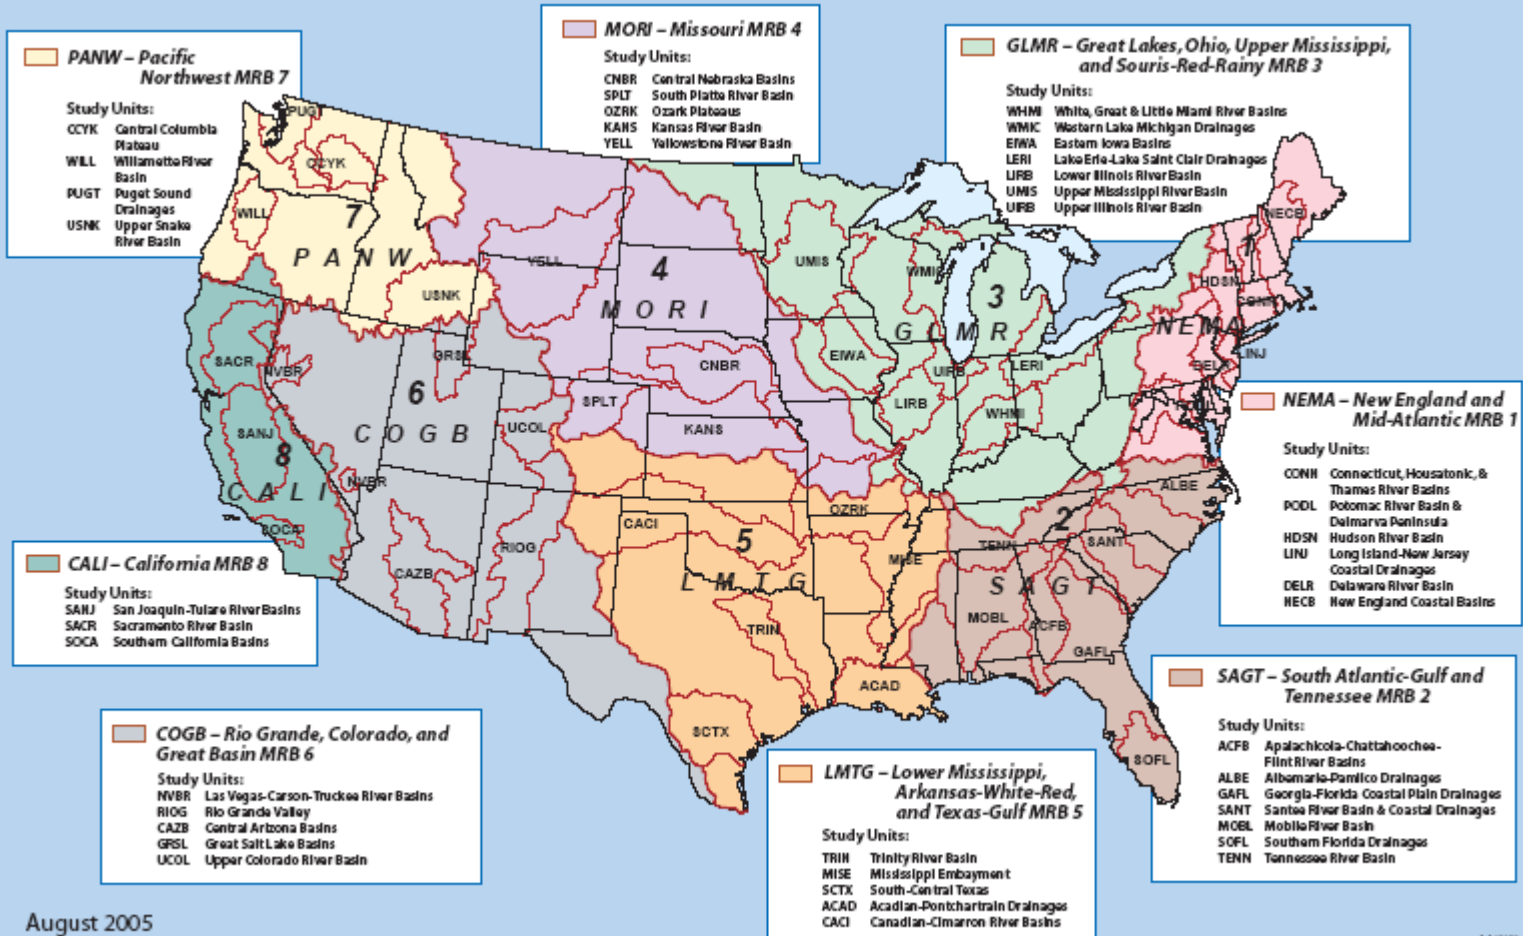 PANW – Pacific
Northwest MRB 7
Study Units:
CCYK Central Columbia
Plateau
WILL Willamette River
Basin
PUGT Puget Sound
Drainages
USNK Upper Snake
River Basin
MORI – Missouri MRB 4
Study Units:
CNBR Central Nebraska Basins
SPLT South Platte River Basin
OZRK Ozark Plateaus
KANS Kansas River Basin
YELL Yellowstone River Basin
GLMR – Great Lakes, Ohio, Upper Mississippi,
and Souris-Red-Rainy MRB 3
Study Units:
WHMI White, Great & Little Miami River Basins
WMIC Western Lake Michigan Drainages
EIWA Eastern Iowa Basins
LERI Lake Erie-Lake Saint Clair Drainages
LIRB Lower Illinois River Basin
UMIS Upper Mississippi River Basin
UIRB Upper Illinois River Basin
PUGT
CCYK
WILL
7
PANW
USNK
YELL
4
MORI
UMIS
WMIC
3
GLMR
NECB
1
HDSN
CONN
NEMA
LINJ
DELR
SACR
NVBR
GRSL
6
COGB
UCOL
SPLT
CNBR
KANS
EIWA
UIRB
LERI
LIRB
WHMI
SANJ
8
CALI
NVBR
SOCA
CAZB
RIOG
CACI
5
LMTG
OZRK
MISE
TRIN
SCTX
ACAD
ALBE
2
TENN
SANT
SAGT
MOBL
ACFB
GAFL
SOFL
NEMA – New England and
Mid-Atlantic MRB 1
Study Units:
CONN Connecticut, Housatonic, &
Thames River Basins
PODL Potomac River Basin &
Delmarva Peninsula
HDSN Hudson River Basin
LINJ Long Island-New Jersey
Coastal Drainages
DELR Delaware River Basin
NECB New England Coastal Basins
CALI – California MRB 8
Study Units:
SANJ San Joaquin-Tulare River Basins
SACR Sacramento River Basin
SOCA Southern California Basins
SAGT – South Atlantic-Gulf and
Tennessee MRB 2
Study Units:
ACFB Apalachicola-Chattahoochee-
Flint River Basins
ALBE Albemarle-Pamlico Drainages
GAFL Georgia-Florida Coastal Plain Drainages
SANT Santee River Basin & Coastal Drainages
MOBL Mobile River Basin
SOFL Southern Florida Drainages
TENN Tennessee River Basin
COGB – Rio Grande, Colorado, and
Great Basin MRB 6
Study Units:
NVBR Las Vegas-Carson-Truckee River Basins
RIOG Rio Grande Valley
CAZB Central Arizona Basins
GRSL Great Salt Lake Basins
UCOL Upper Colorado River Basin
LMTG – Lower Mississippi,
Arkansas-White-Red,
and Texas-Gulf MRB 5
Study Units:
TRIN Trinity River Basin
MISE Mississippi Embayment
SCTX South-Central Texas
ACAD Acadian-Pontchartrain Drainages
CACI Canadian-Cimarron River Basins
August 2005